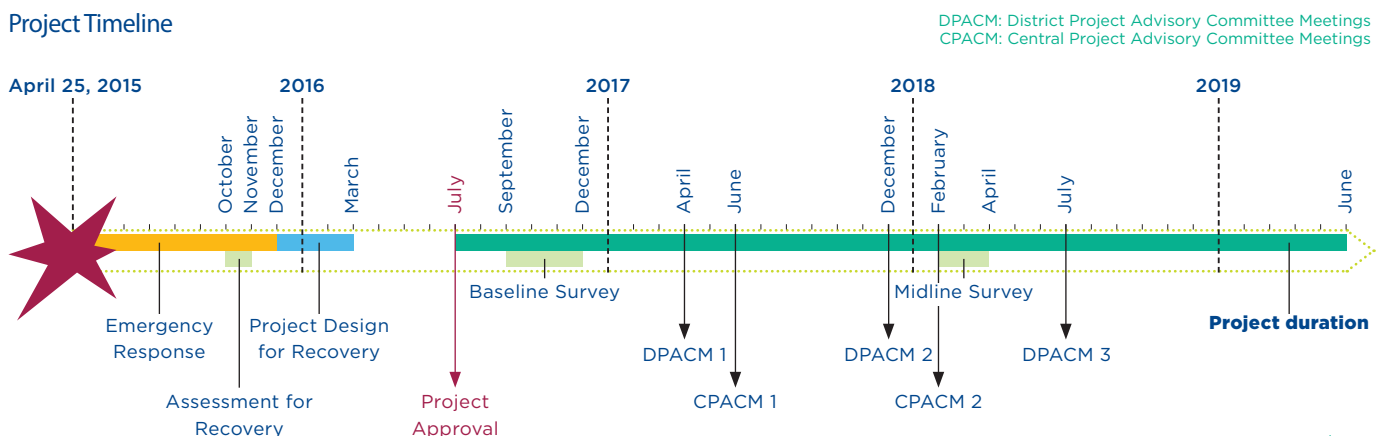 Project Timeline
DPACM: District Project Advisory Committee Meetings
CPACM: Central Project Advisory Committee Meetings
April 25, 2015
2016
2017
2018
2019
October
November
December
March
July
September
December
April
June
December
February
April
July
June
Baseline Survey
Midline Survey
Emergency
Response
Project Design
for Recovery
Project duration
DPACM 1
DPACM 2
DPACM 3
Assessment for
Recovery
Project
Approval
CPACM 1
CPACM 2